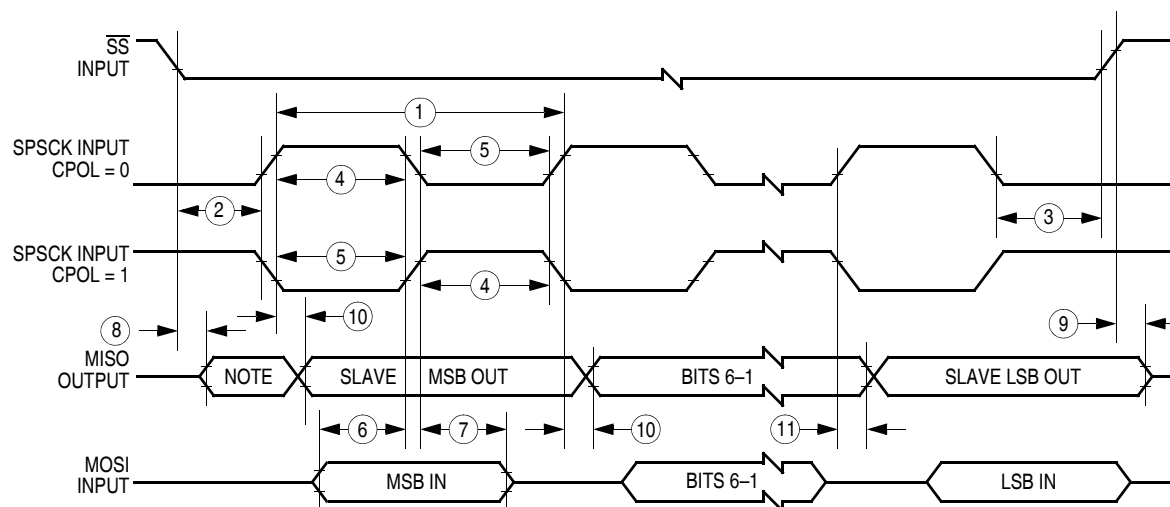 SS
INPUT
1
SPSCK INPUT
CPOL = 0
5
4
2
3
SPSCK INPUT
CPOL = 1
5
4
8
10
9
MISO
OUTPUT
NOTE
SLAVE MSB OUT
BITS 6–1
SLAVE LSB OUT
6
7
10
11
MOSI
INPUT
MSB IN
BITS 6–1
LSB IN